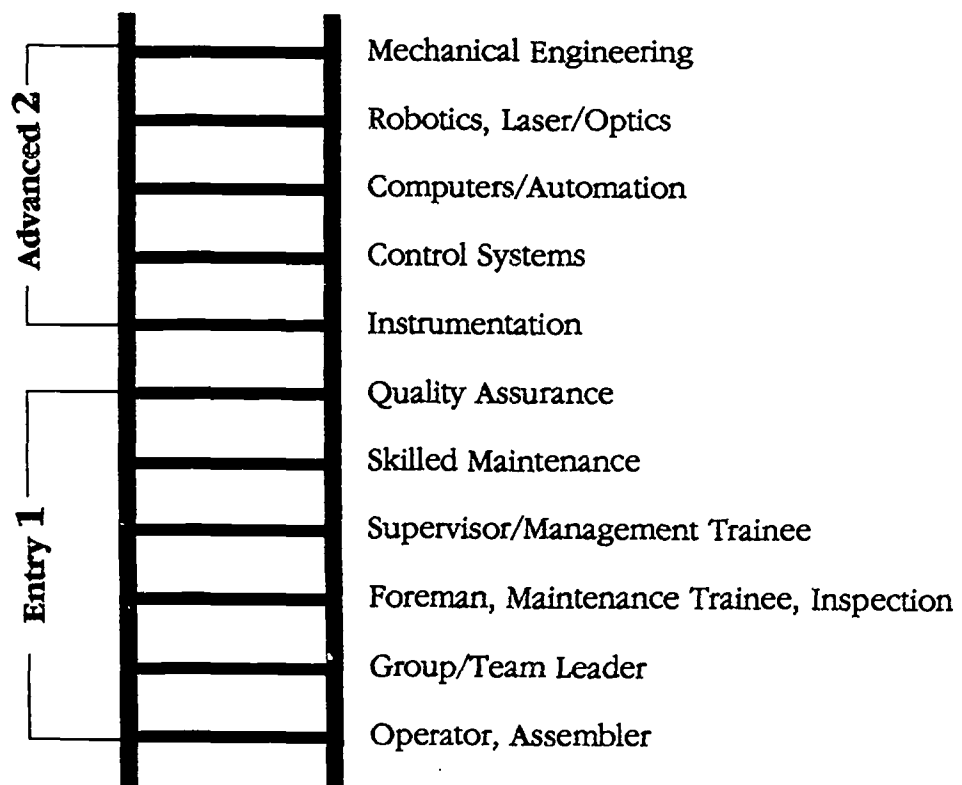 Mechanical Engineering
Robotics, Laser/Optics
Computers/Automation
Control Systems
Instrumentation
Advanced 2
Quality Assurance
Skilled Maintenance
Supervisor/Management Trainee
Foreman, Maintenance Trainee, Inspection
Group/Team Leader
Operator, Assembler
Entry 1